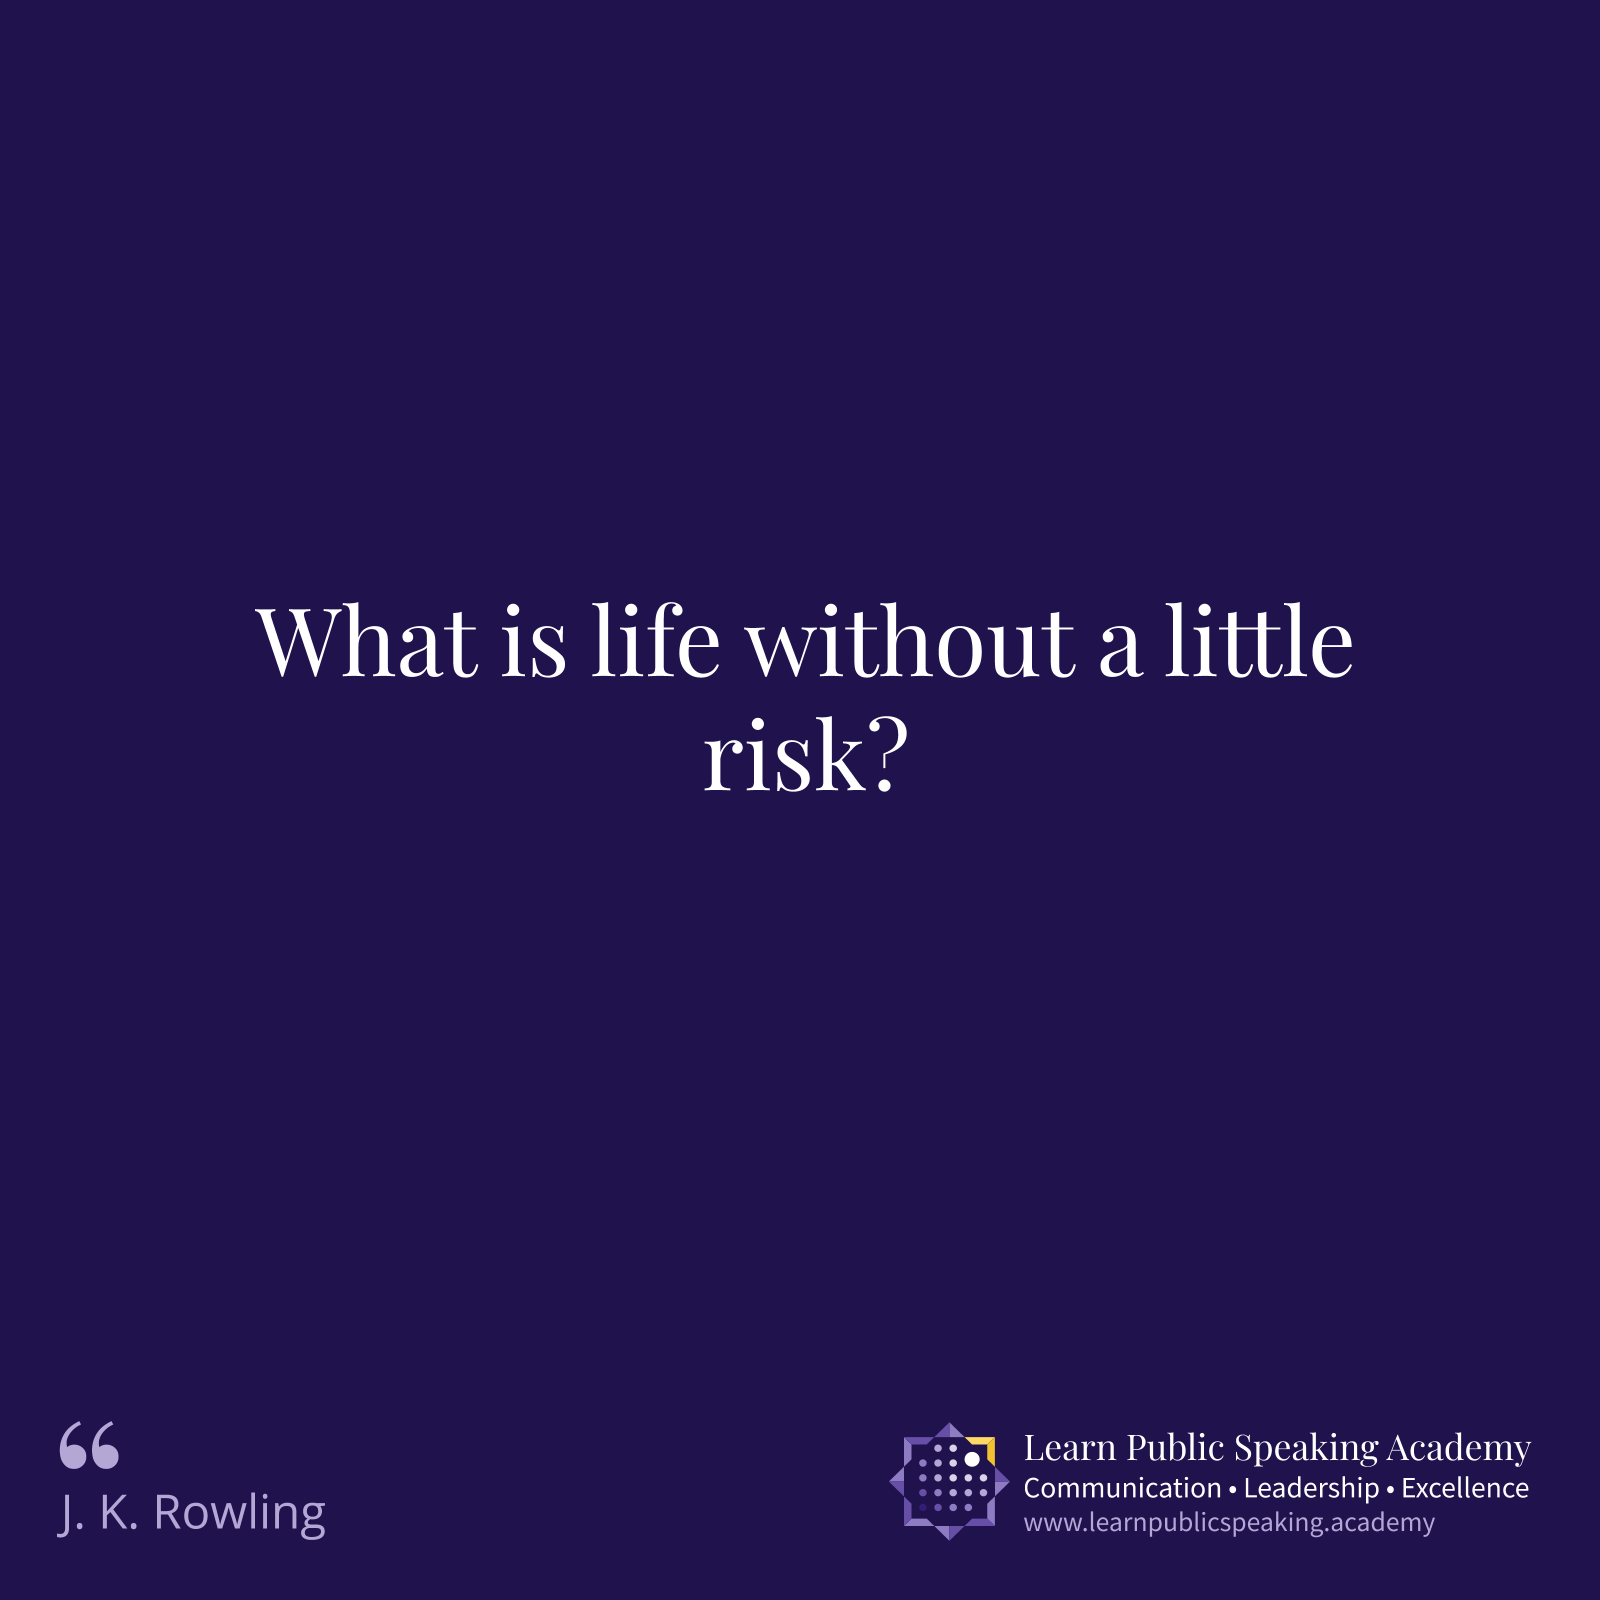 What is life without a little
risk?
“
J. K. Rowling
Learn Public Speaking Academy
Communication • Leadership • Excellence
www.learnpublicspeaking.academy